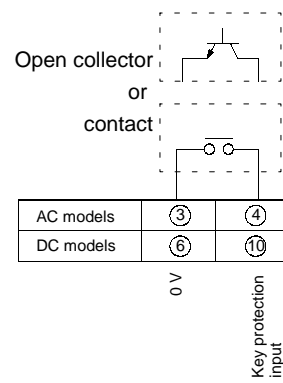 Open collector
or
contact
AC models 3 4
DC models 6 10
0 V
Key protection
input